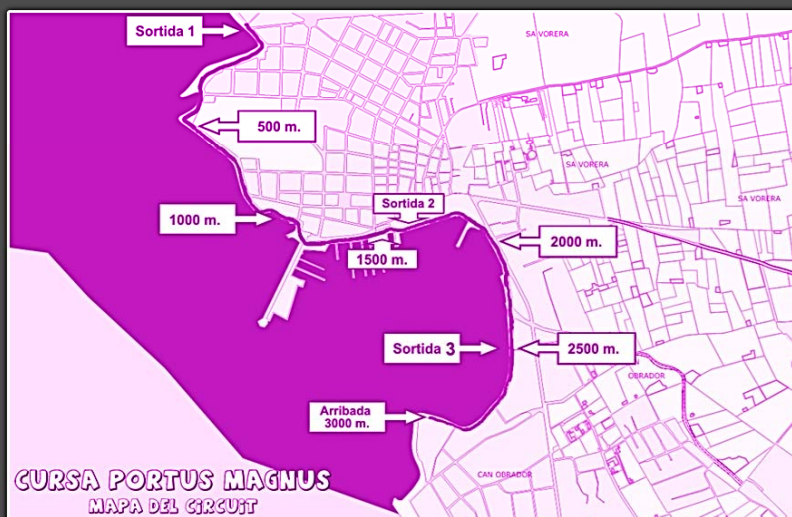 Sortida 1
SA VORERA
500 m.
SA VORERA
SA VORERA
Sortida 2
1000 m.
2000 m.
1500 m.
Sortida 3
2500 m.
OBRADOR
Arribada
3000 m.
CAN OBRADOR
CURSA PORTUS MAGNUS
MAPA DEL CIRCUIT